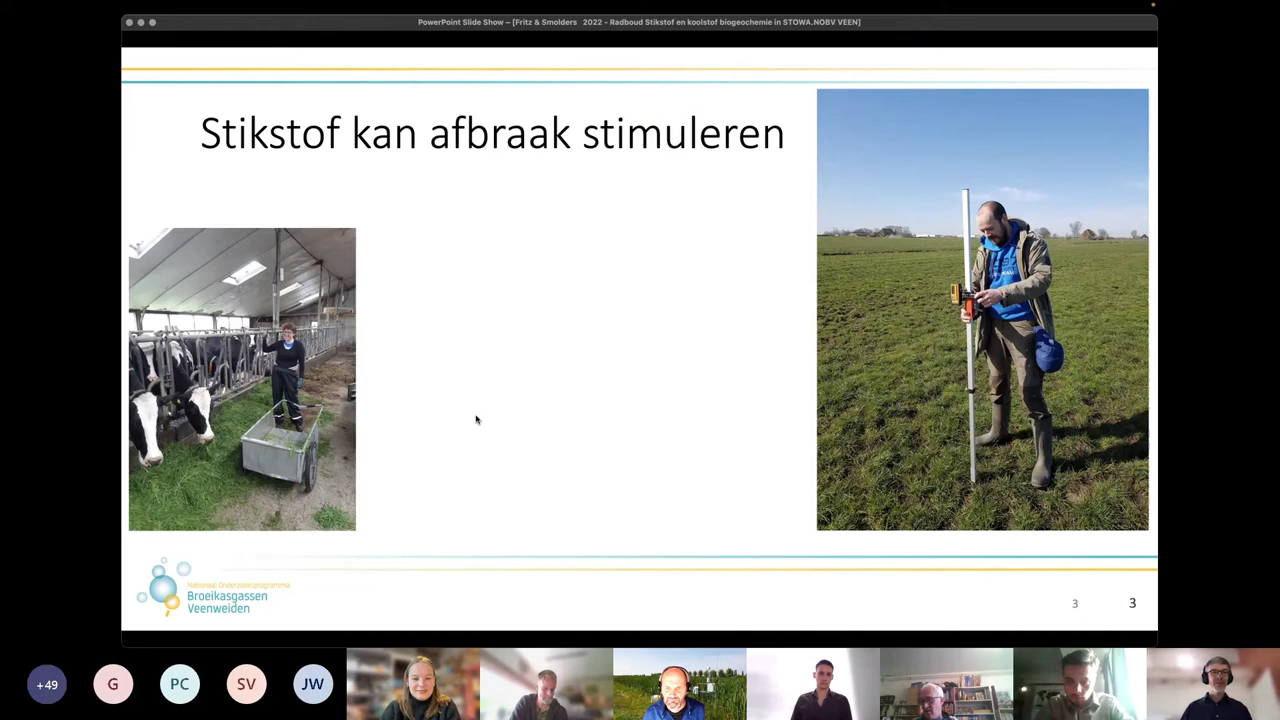 PowerPoint Slide Show – [Fritz & Smolders 2022 - Radboud Stikstof en koolstof biogeochemie in STOWA.NOBV VEEN]
Stikstof kan afbraak stimuleren
Nationaal Onderzoeksprogramma
Broeikasgassen
Veenweiden
3
3
+49
G
PC
SV
JW